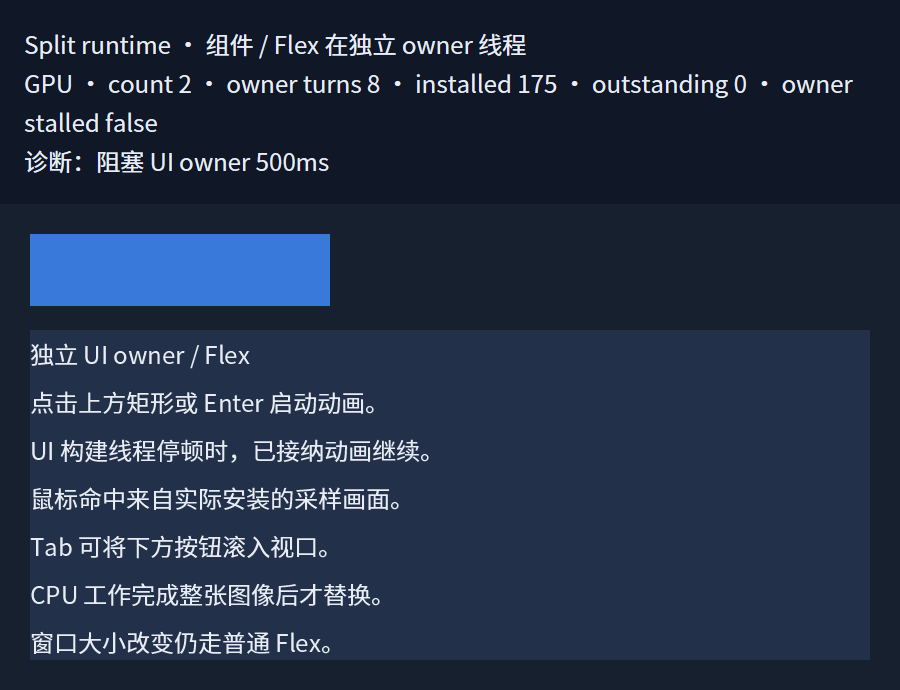 Split runtime · 组件 / Flex 在独立 owner 线程
GPU · count 2 · owner turns 8 · installed 175 · outstanding 0 · owner
stalled false
诊断：阻塞 UI owner 500ms
独立 UI owner / Flex
点击上方矩形或 Enter 启动动画。
UI 构建线程停顿时，已接纳动画继续。
鼠标命中来自实际安装的采样画面。
Tab 可将下方按钮滚入视口。
CPU 工作完成整张图像后才替换。
窗口大小改变仍走普通 Flex。